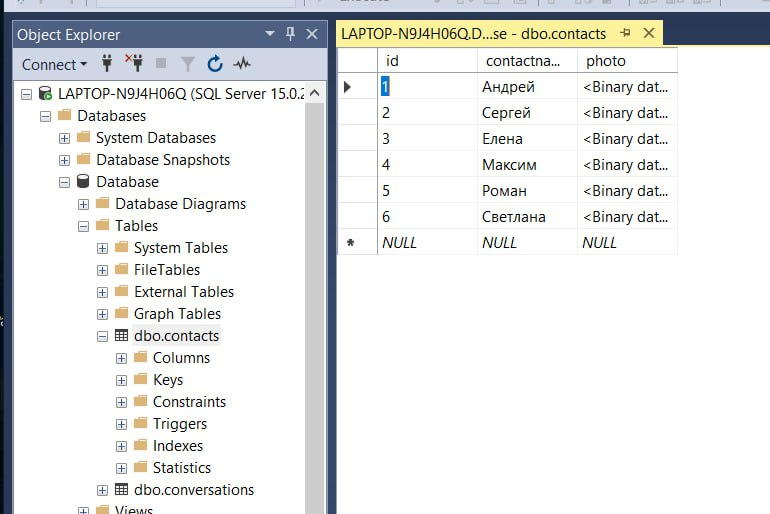 Object Explorer
Connect
LAPTOP-N9J4H06Q (SQL Server 15.0.2
Databases
System Databases
Database Snapshots
Database
Database Diagrams
Tables
System Tables
FileTables
External Tables
Graph Tables
dbo.contacts
Columns
Keys
Constraints
Triggers
Indexes
Statistics
dbo.conversations
Views
LAPTOP-N9J4H06Q.D...se - dbo.contacts
id contactna... photo
1 Андрей <Binary dat...
2 Сергей <Binary dat...
3 Елена <Binary dat...
4 Максим <Binary dat...
5 Роман <Binary dat...
6 Светлана <Binary dat...
NULL NULL NULL